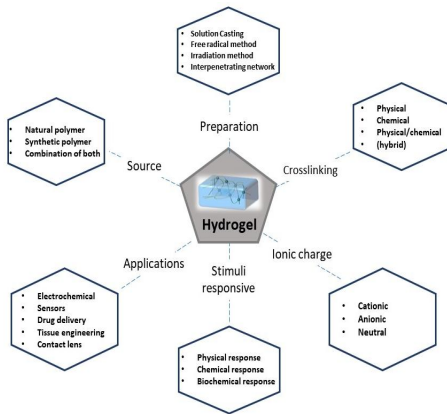 • Solution Casting
• Free radical method
• Irradiation method
• Interpenetrating network
Preparation
• Natural polymer
• Synthetic polymer
• Combination of both
Source
• Physical
• Chemical
• Physical/chemical
• (hybrid)
Crosslinking
Hydrogel
Applications
Stimuli
responsive
Ionic charge
• Electrochemical
• Sensors
• Drug delivery
• Tissue engineering
• Contact lens
• Physical response
• Chemical response
• Biochemical response
• Cationic
• Anionic
• Neutral